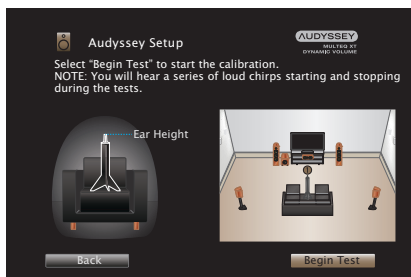 Audyssey Setup
AUDYSSEY
MULTEQ XT
DYNAMIC VOLUME
Select “Begin Test” to start the calibration.
NOTE: You will hear a series of loud chirps starting and stopping
during the tests.
Ear Height
Back
Begin Test